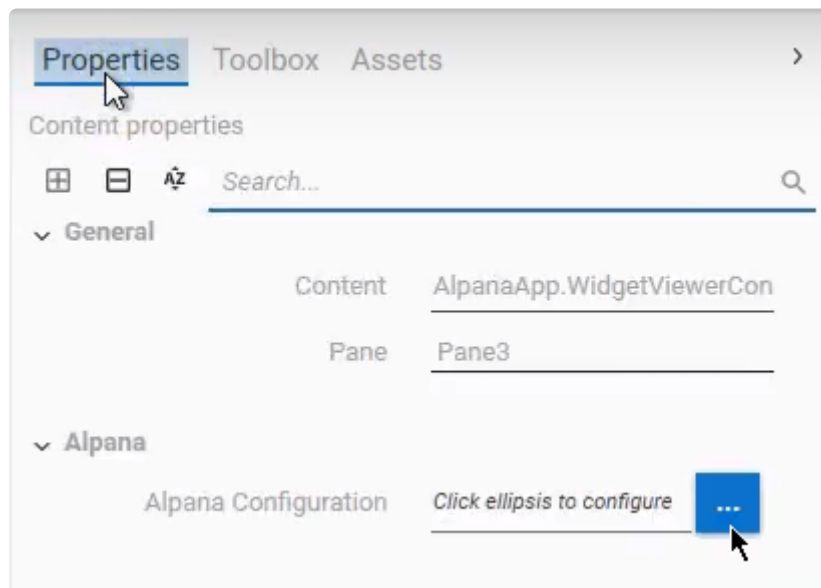 Properties Toolbox Assets
Content properties
AZ Search...
General
Content AlpanaApp.WidgetViewerCon
Pane Pane3
Alpana
Alpana Configuration Click ellipsis to configure ...